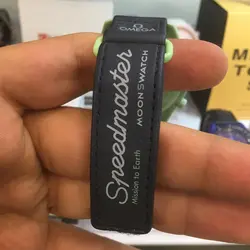 Ω
OMEGA
Speedmaster
MOONSWATCH
Mission to Earth